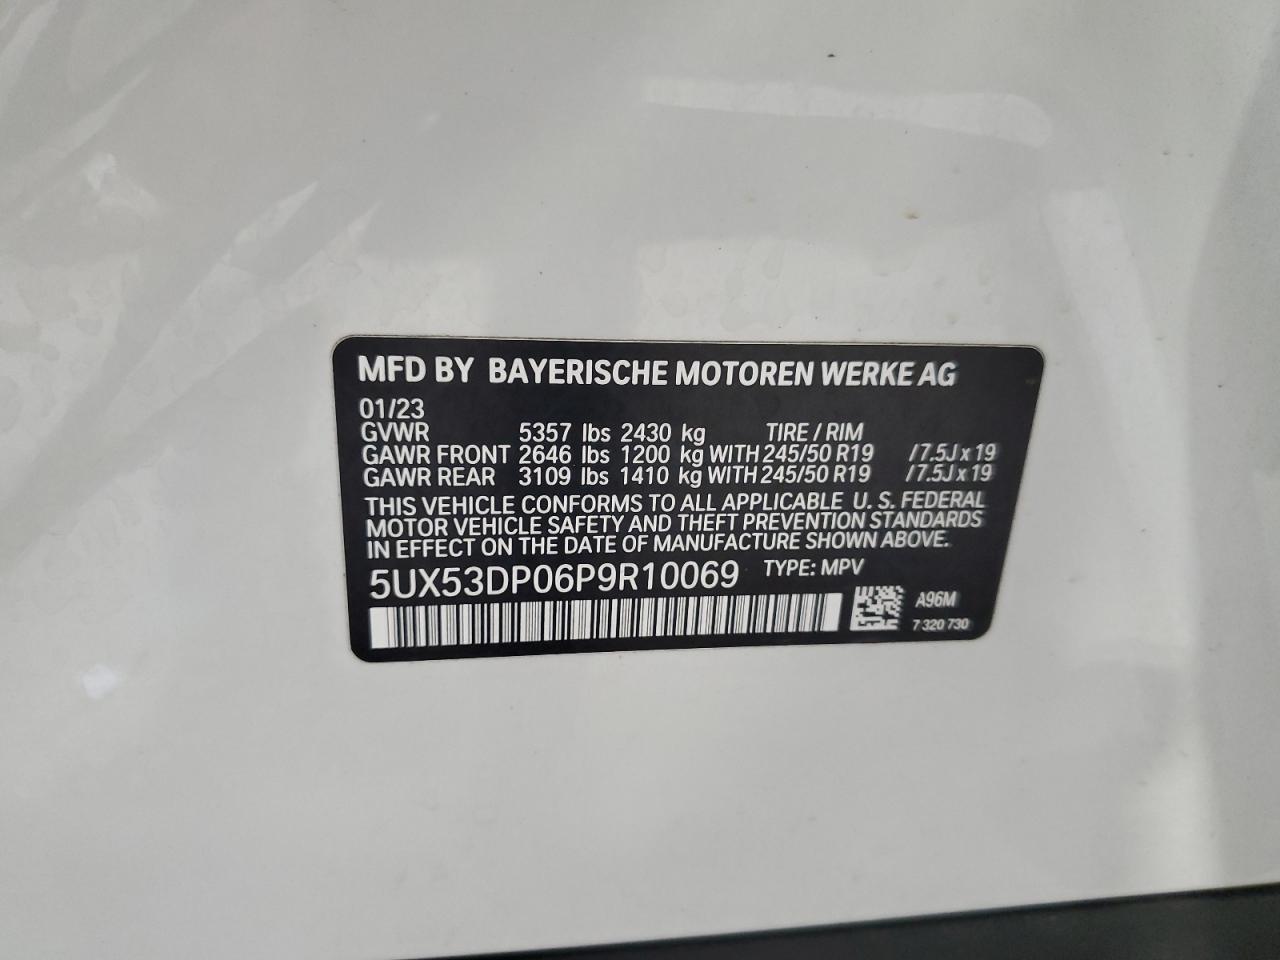 MFD BY BAYERISCHE MOTOREN WERKE AG
01/23
GVWR 5357 lbs 2430 kg TIRE / RIM
GAWR FRONT 2646 lbs 1200 kg WITH 245/50 R19 / 7.5J x 19
GAWR REAR 3109 lbs 1410 kg WITH 245/50 R19 / 7.5J x 19
THIS VEHICLE CONFORMS TO ALL APPLICABLE U. S. FEDERAL
MOTOR VEHICLE SAFETY AND THEFT PREVENTION STANDARDS
IN EFFECT ON THE DATE OF MANUFACTURE SHOWN ABOVE.
5UX53DP06P9R10069 TYPE: MPV
A96M
7 320 730